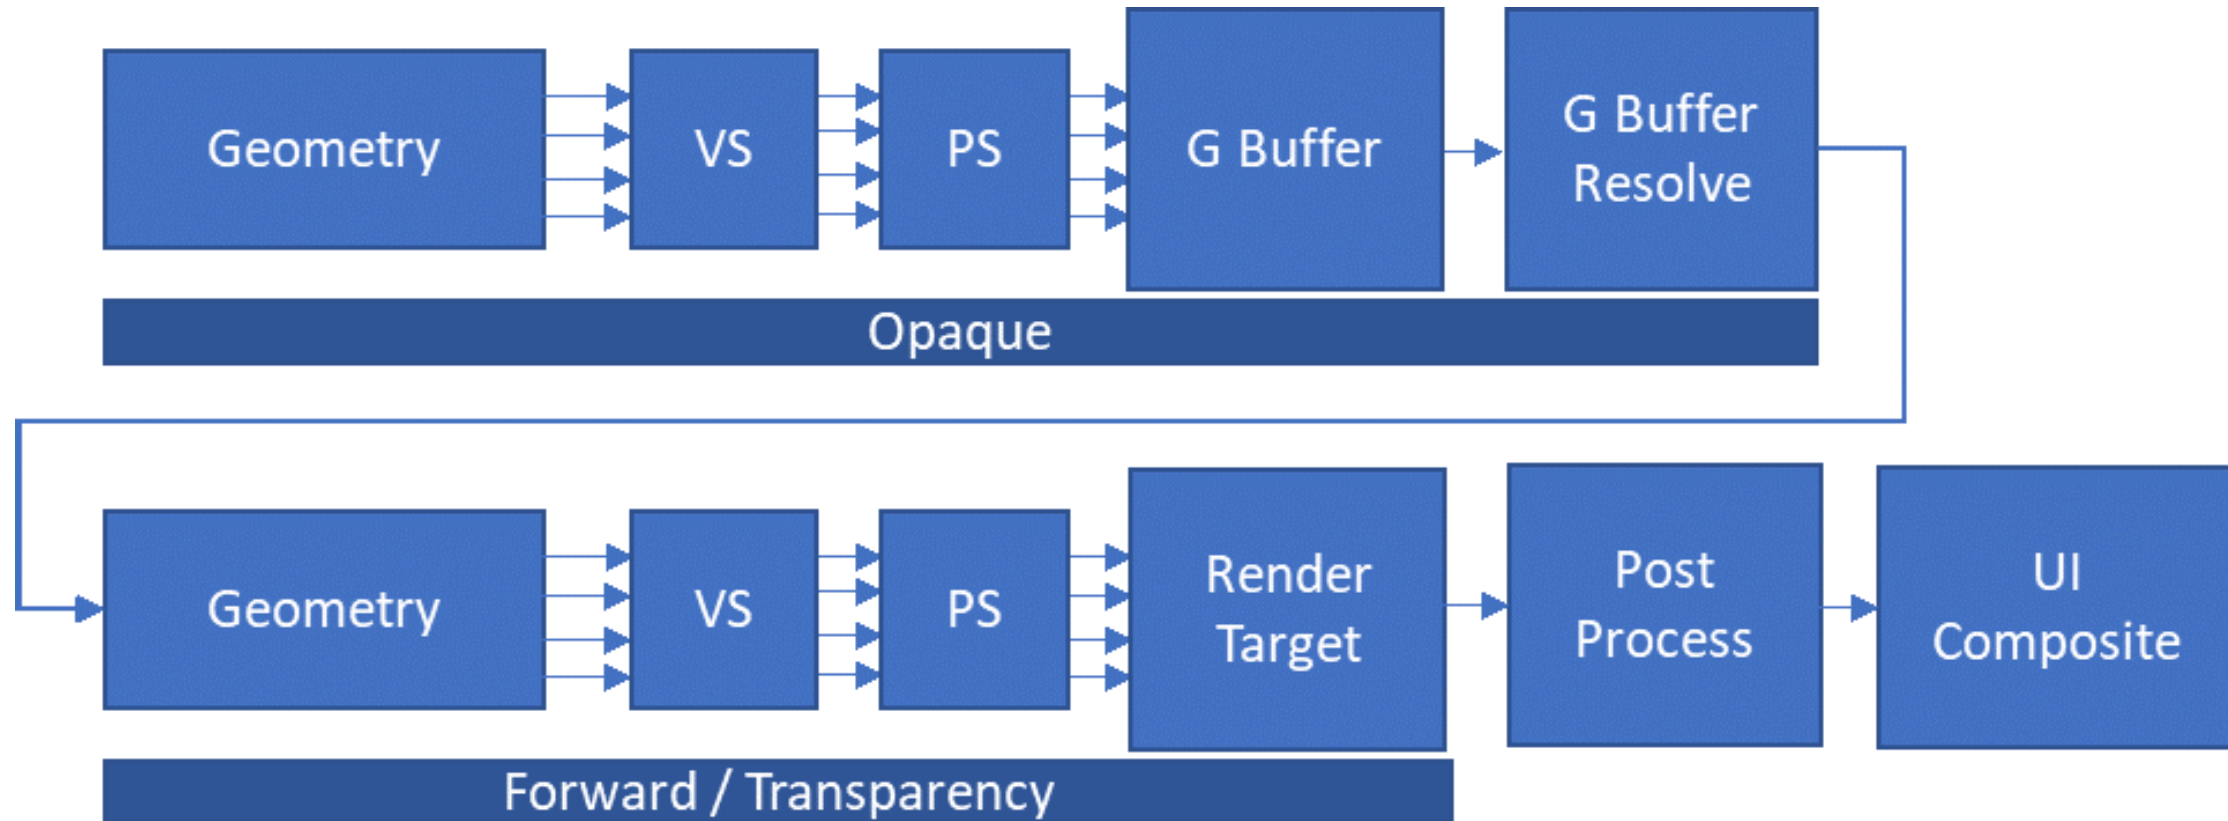 Geometry
VS
PS
G Buffer
G Buffer
Resolve
Opaque
Geometry
VS
PS
Render
Target
Post
Process
UI
Composite
Forward / Transparency